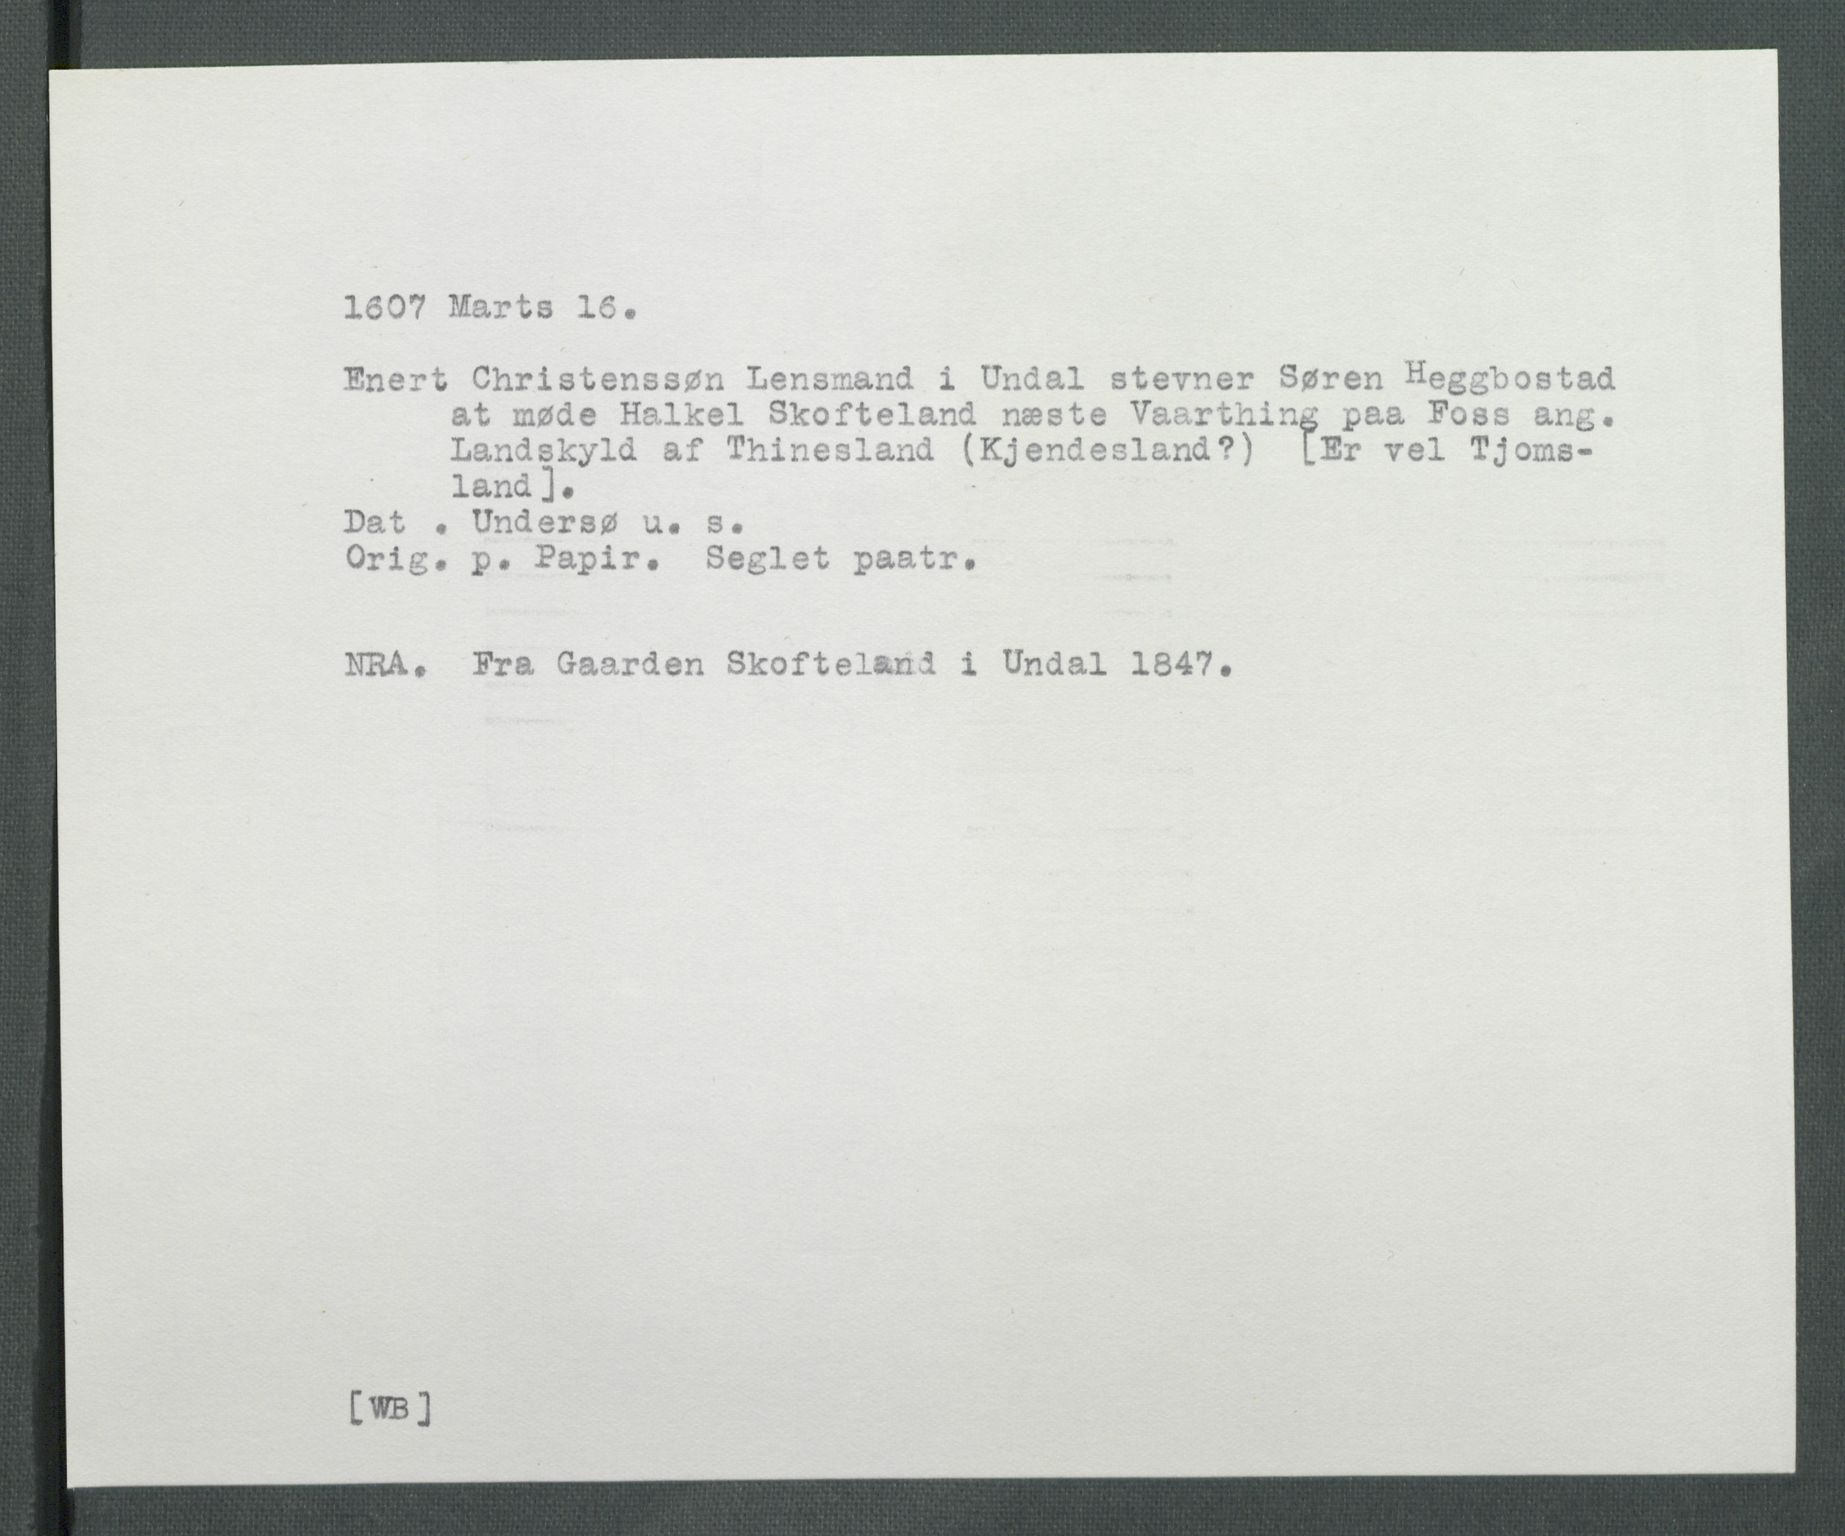 1607 Marts 16.
Enert Christenssøn Lensmand i Undal stevner Søren Heggbostad
at møde Halkel Skofteland næste Vaarthing paa Foss ang.
Landskyld af Thinesland (Kjendesland?) [Er vel Tjoms-
land].
Dat . Undersø u. s.
Orig. p. Papir. Seglet paatr.
NRA. Fra Gaarden Skofteland i Undal 1847.
[WB]